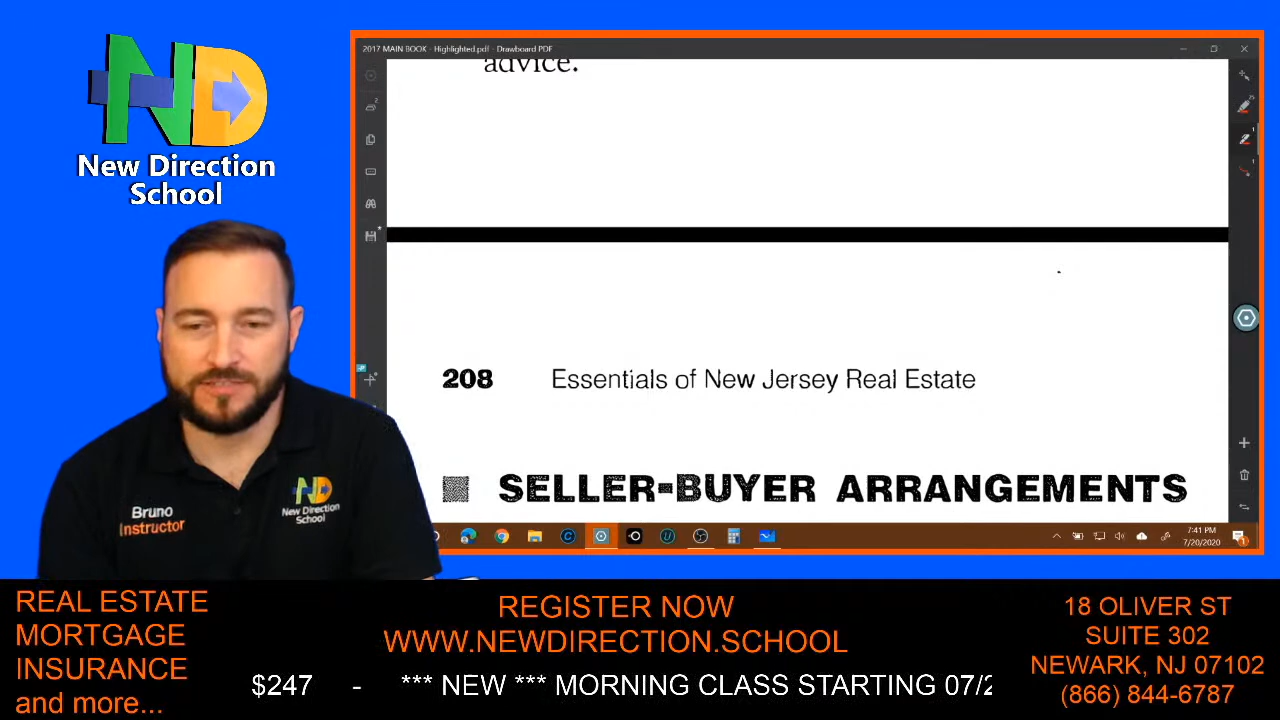 ND
New Direction
School
2017 MAIN BOOK - Highlighted.pdf - Drawboard PDF
advice.
208 Essentials of New Jersey Real Estate
SELLER-BUYER ARRANGEMENTS
7:41 PM
7/20/2020
Bruno
Instructor
ND
New Direction
School
REAL ESTATE
MORTGAGE
INSURANCE
and more...
REGISTER NOW
WWW.NEWDIRECTION.SCHOOL
$247 - *** NEW *** MORNING CLASS STARTING 07/2
18 OLIVER ST
SUITE 302
NEWARK, NJ 07102
(866) 844-6787